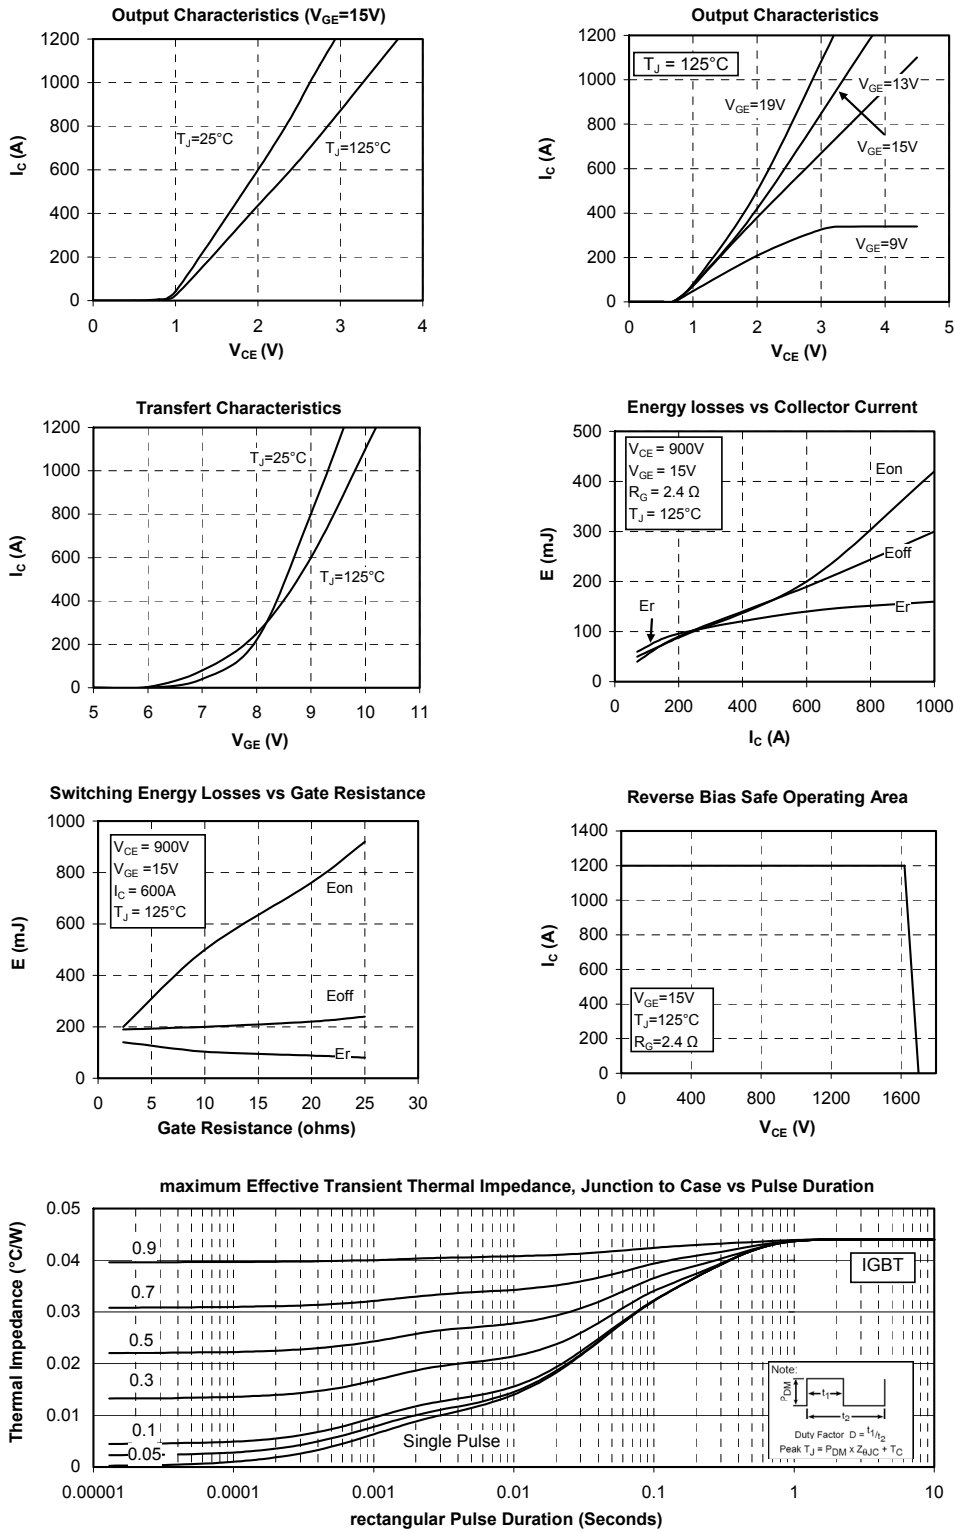 Output Characteristics (VGE=15V)
1200
1000
800
600
400
200
0
0 1 2 3 4
IC (A)
VCE (V)
TJ=25°C
TJ=125°C
Output Characteristics
1200
1000
800
600
400
200
0
0 1 2 3 4 5
IC (A)
VCE (V)
TJ = 125°C
VGE=19V
VGE=13V
VGE=15V
VGE=9V
Transfert Characteristics
1200
1000
800
600
400
200
0
5 6 7 8 9 10 11
IC (A)
VGE (V)
TJ=25°C
TJ=125°C
Energy losses vs Collector Current
500
400
300
200
100
0
0 200 400 600 800 1000
E (mJ)
IC (A)
VCE = 900V
VGE = 15V
RG = 2.4 Ω
TJ = 125°C
Eon
Eoff
Er
Er
Switching Energy Losses vs Gate Resistance
1000
800
600
400
200
0
0 5 10 15 20 25 30
E (mJ)
Gate Resistance (ohms)
VCE = 900V
VGE =15V
IC = 600A
TJ = 125°C
Eon
Eoff
Er
Reverse Bias Safe Operating Area
1400
1200
1000
800
600
400
200
0
0 400 800 1200 1600
IC (A)
VCE (V)
VGE=15V
TJ=125°C
RG=2.4 Ω
maximum Effective Transient Thermal Impedance, Junction to Case vs Pulse Duration
0.05
0.04
0.03
0.02
0.01
0
0.00001 0.0001 0.001 0.01 0.1 1 10
Thermal Impedance (°C/W)
rectangular Pulse Duration (Seconds)
0.9
0.7
0.5
0.3
0.1
0.05
Single Pulse
IGBT
Note:
PDM
t1
t2
Duty Factor D = t1/t2
Peak TJ = PDM x ZθJC + TC